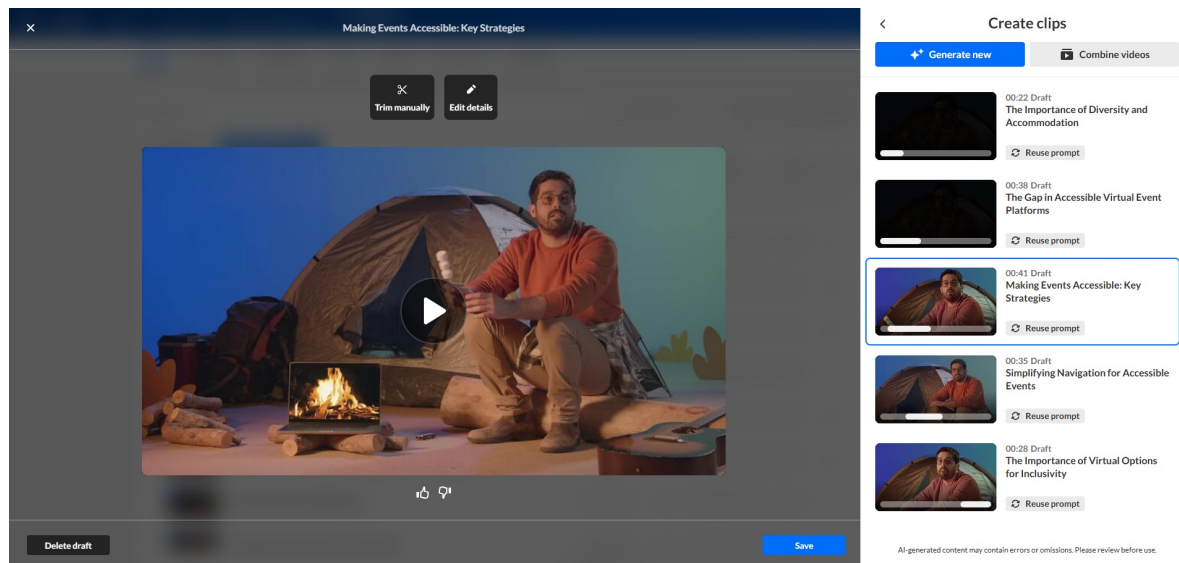 Making Events Accessible: Key Strategies
Trim manually
Edit details
Delete draft
Save
Create clips
Generate new
Combine videos
00:22 Draft
The Importance of Diversity and
Accommodation
Reuse prompt
00:38 Draft
The Gap in Accessible Virtual Event
Platforms
Reuse prompt
00:41 Draft
Making Events Accessible: Key
Strategies
Reuse prompt
00:35 Draft
Simplifying Navigation for Accessible
Events
Reuse prompt
00:28 Draft
The Importance of Virtual Options
for Inclusivity
Reuse prompt
AI-generated content may contain errors or omissions. Please review before use.